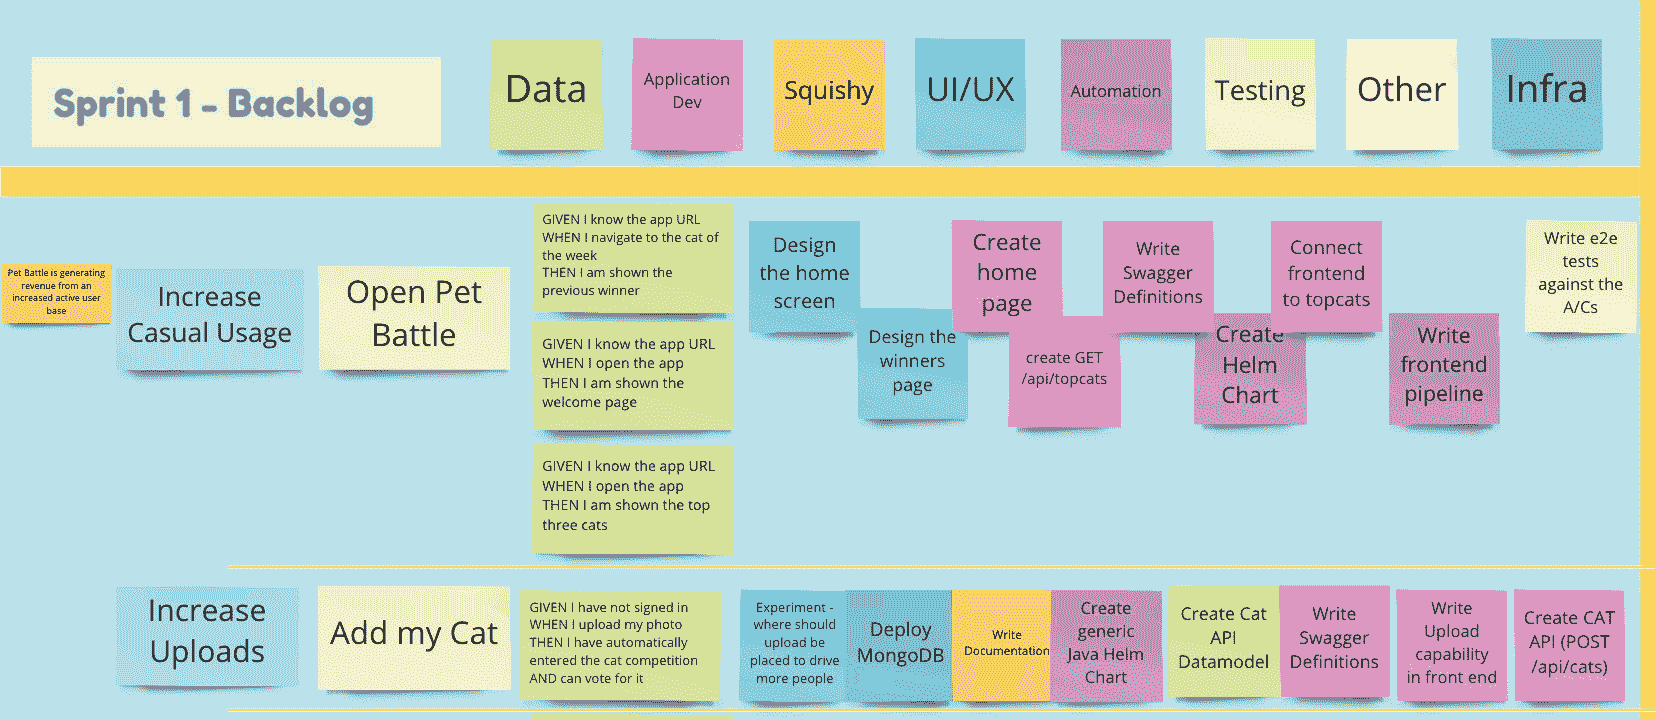 Sprint 1 - Backlog
Data
Application
Dev
Squishy
UI/UX
Automation
Testing
Other
Infra
Pet Battle is generating
revenue from an
increased active user
base
Increase
Casual Usage
Open Pet
Battle
GIVEN I know the app URL
WHEN I navigate to the cat of
the week
THEN I am shown the
previous winner
GIVEN I know the app URL
WHEN I open the app
THEN I am shown the
welcome page
GIVEN I know the app URL
WHEN I open the app
THEN I am shown the top
three cats
Design
the home
screen
Design the
winners
page
Create
home
page
create GET
/api/topcats
Write
Swagger
Definitions
Create
Helm
Chart
Connect
frontend
to topcats
Write
frontend
pipeline
Write e2e
tests
against the
A/Cs
Increase
Uploads
Add my Cat
GIVEN I have not signed in
WHEN I upload my photo
THEN I have automatically
entered the cat competition
AND can vote for it
Experiment -
where should
upload be
placed to drive
more people
Deploy
MongoDB
Write
Documentation
Create
generic
Java Helm
Chart
Create Cat
API
Datamodel
Write
Swagger
Definitions
Write
Upload
capability
in front end
Create CAT
API (POST
/api/cats)